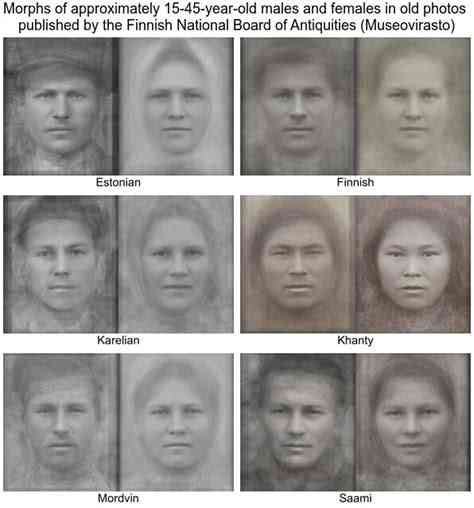 Morphs of approximately 15-45-year-old males and females in old photos
published by the Finnish National Board of Antiquities (Museovirasto)
Estonian
Finnish
Karelian
Khanty
Mordvin
Saami